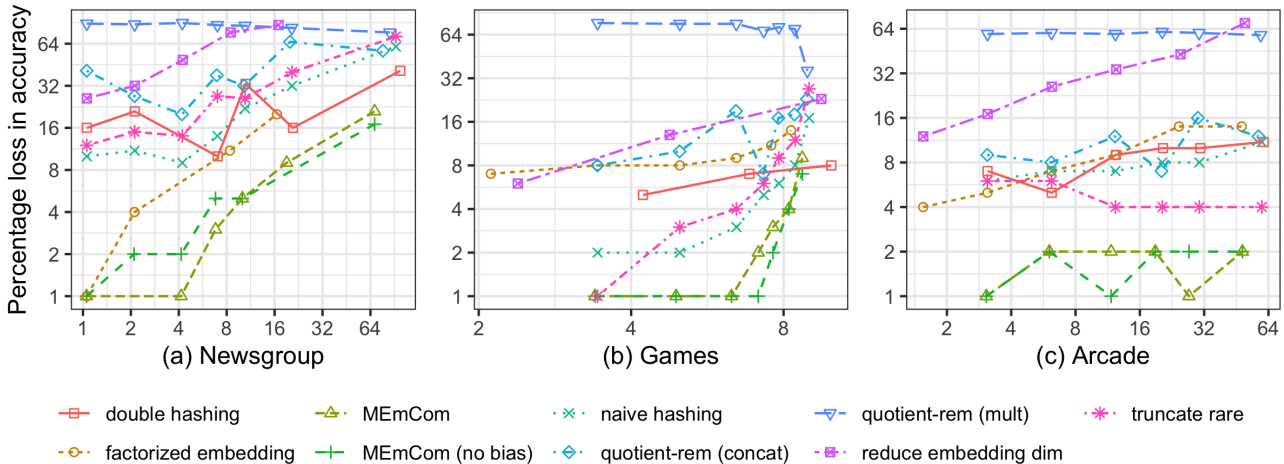 Percentage loss in accuracy
64
32
16
8
4
2
1
1 2 4 8 16 32 64
(a) Newsgroup
64
32
16
8
4
2
1
2 4 8
(b) Games
64
32
16
8
4
2
1
2 4 8 16 32 64
(c) Arcade
double hashing MEmCom naive hashing quotient-rem (mult) truncate rare
factorized embedding MEmCom (no bias) quotient-rem (concat) reduce embedding dim